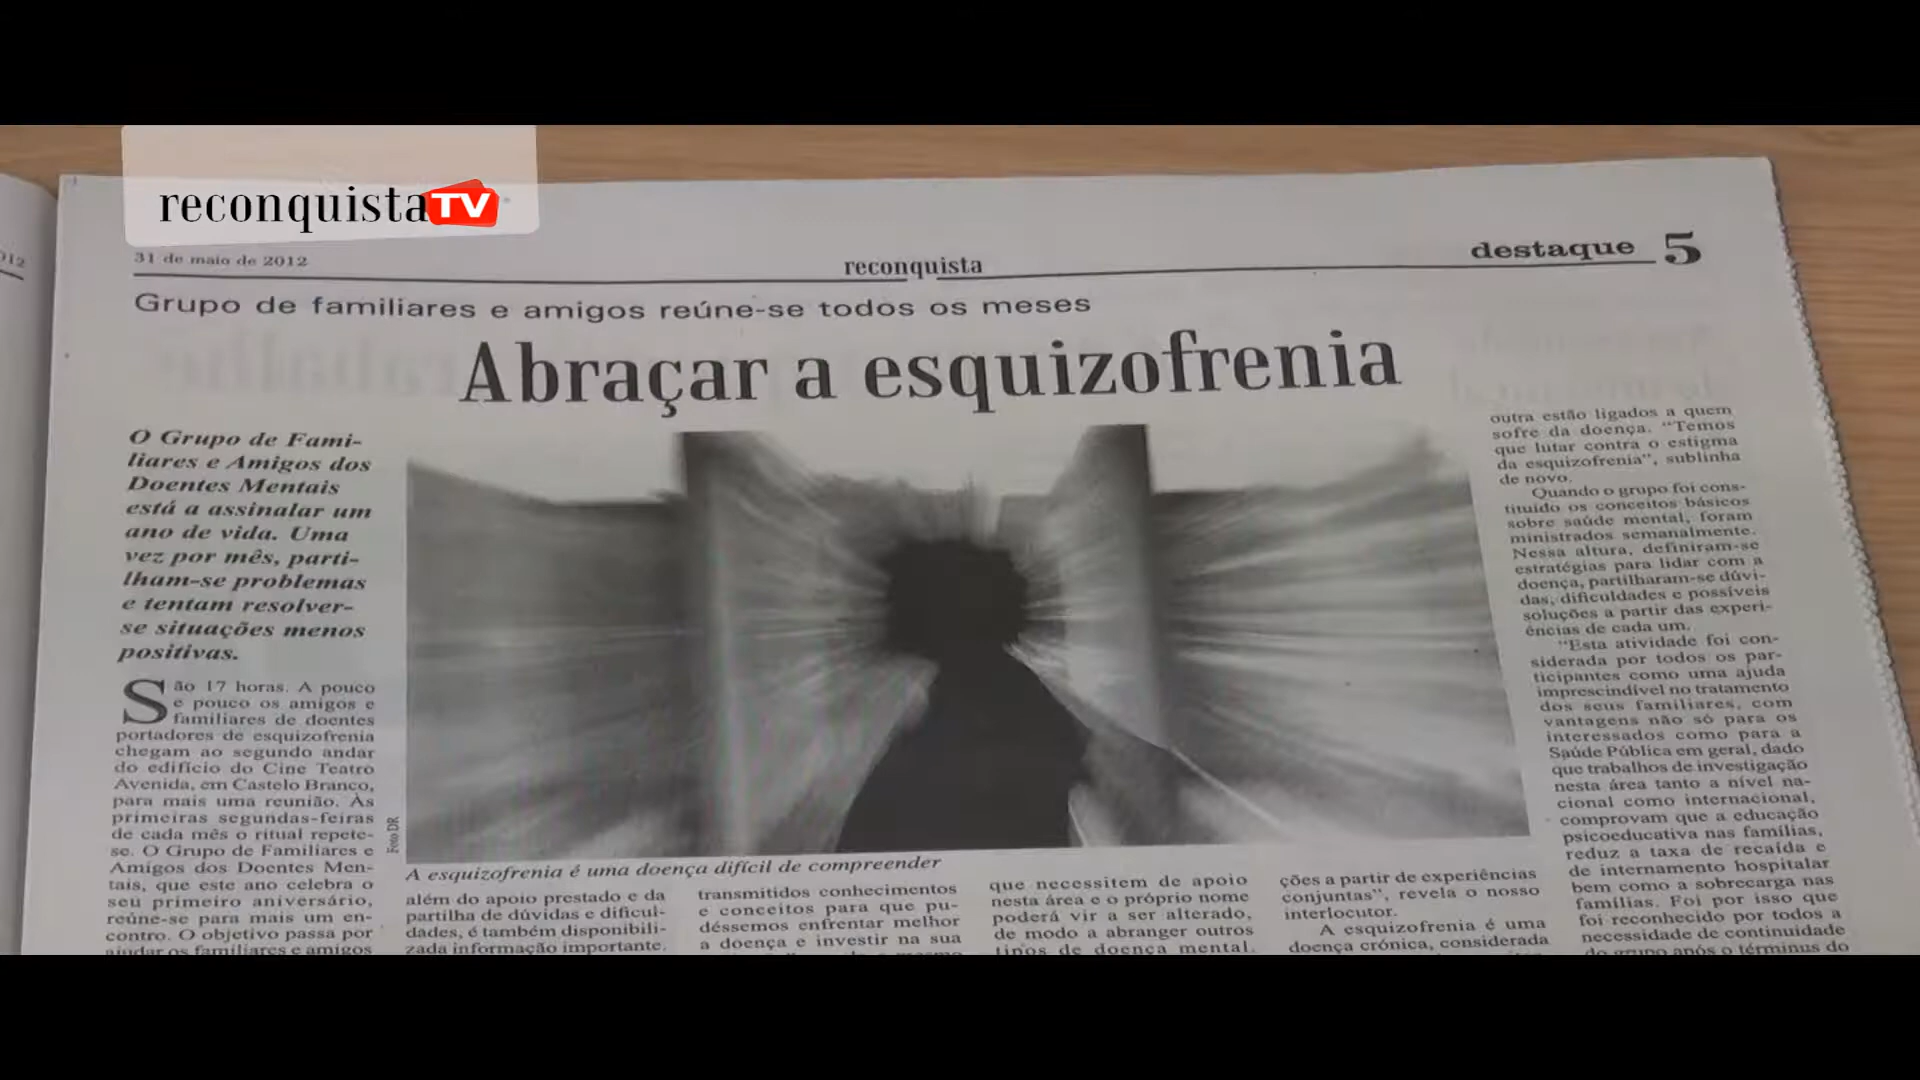 reconquistaTV
012
31 de maio de 2012
reconquista
destaque 5
Grupo de familiares e amigos reúne-se todos os meses
Abraçar a esquizofrenia
O Grupo de Fami-
liares e Amigos dos
Doentes Mentais
está a assinalar um
ano de vida. Uma
vez por mês, parti-
lham-se problemas
e tentam resolver-
se situações menos
positivas.
São 17 horas. A pouco
e pouco os amigos e
familiares de doentes
portadores de esquizofrenia
chegam ao segundo andar
do edifício do Cine Teatro
Avenida, em Castelo Branco,
para mais uma reunião. Às
primeiras segundas-feiras
de cada mês o ritual repete-
se. O Grupo de Familiares e
Amigos dos Doentes Men-
tais, que este ano celebra o
seu primeiro aniversário,
reúne-se para mais um en-
contro. O objetivo passa por
ajudar os familiares e amigos
Foto DR
A esquizofrenia é uma doença difícil de compreender
além do apoio prestado e da
partilha de dúvidas e dificul-
dades, é também disponibili-
zada informação importante.
transmitidos conhecimentos
e conceitos para que pu-
déssemos enfrentar melhor
a doença e investir na sua
que necessitem de apoio
nesta área e o próprio nome
poderá vir a ser alterado,
de modo a abranger outros
tipos de doença mental.
ções a partir de experiências
conjuntas”, revela o nosso
interlocutor.
A esquizofrenia é uma
doença crónica, considerada
outra estão ligados a quem
sofre da doença. “Temos
que lutar contra o estigma
da esquizofrenia”, sublinha
de novo.
Quando o grupo foi cons-
tituído os conceitos básicos
sobre saúde mental, foram
ministrados semanalmente.
Nessa altura, definiram-se
estratégias para lidar com a
doença, partilharam-se dúvi-
das, dificuldades e possíveis
soluções a partir das experi-
ências de cada um.
“Esta atividade foi con-
siderada por todos os par-
ticipantes como uma ajuda
imprescindível no tratamento
dos seus familiares, com
vantagens não só para os
interessados como para a
Saúde Pública em geral, dado
que trabalhos de investigação
nesta área tanto a nível na-
cional como internacional,
comprovam que a educação
psicoeducativa nas famílias,
reduz a taxa de recaída e
de internamento hospitalar
bem como a sobrecarga nas
famílias. Foi por isso que
foi reconhecido por todos a
necessidade de continuidade
do grupo após o términus do